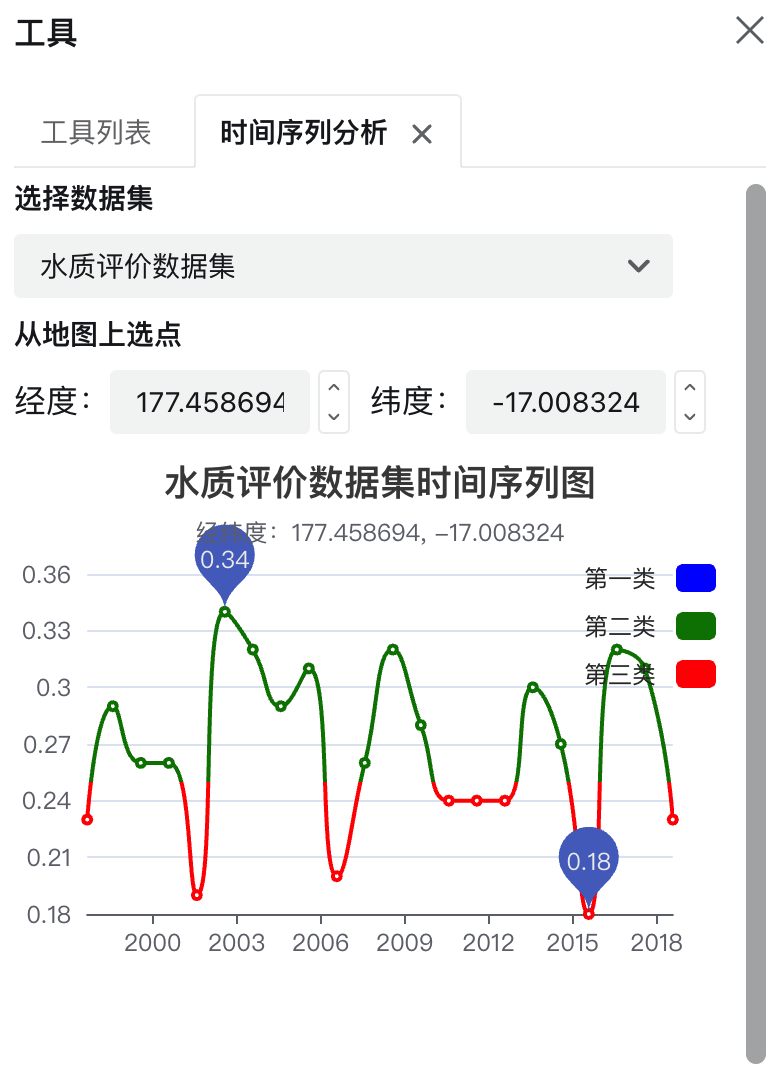 工具
工具列表 时间序列分析
选择数据集
水质评价数据集
从地图上选点
经度： 177.458694 纬度： -17.008324
水质评价数据集时间序列图
经纬度：177.458694, −17.008324
0.34
0.36
第一类
0.33
第二类
0.3
第三类
0.27
0.24
0.21
0.18
0.18
2000 2003 2006 2009 2012 2015 2018